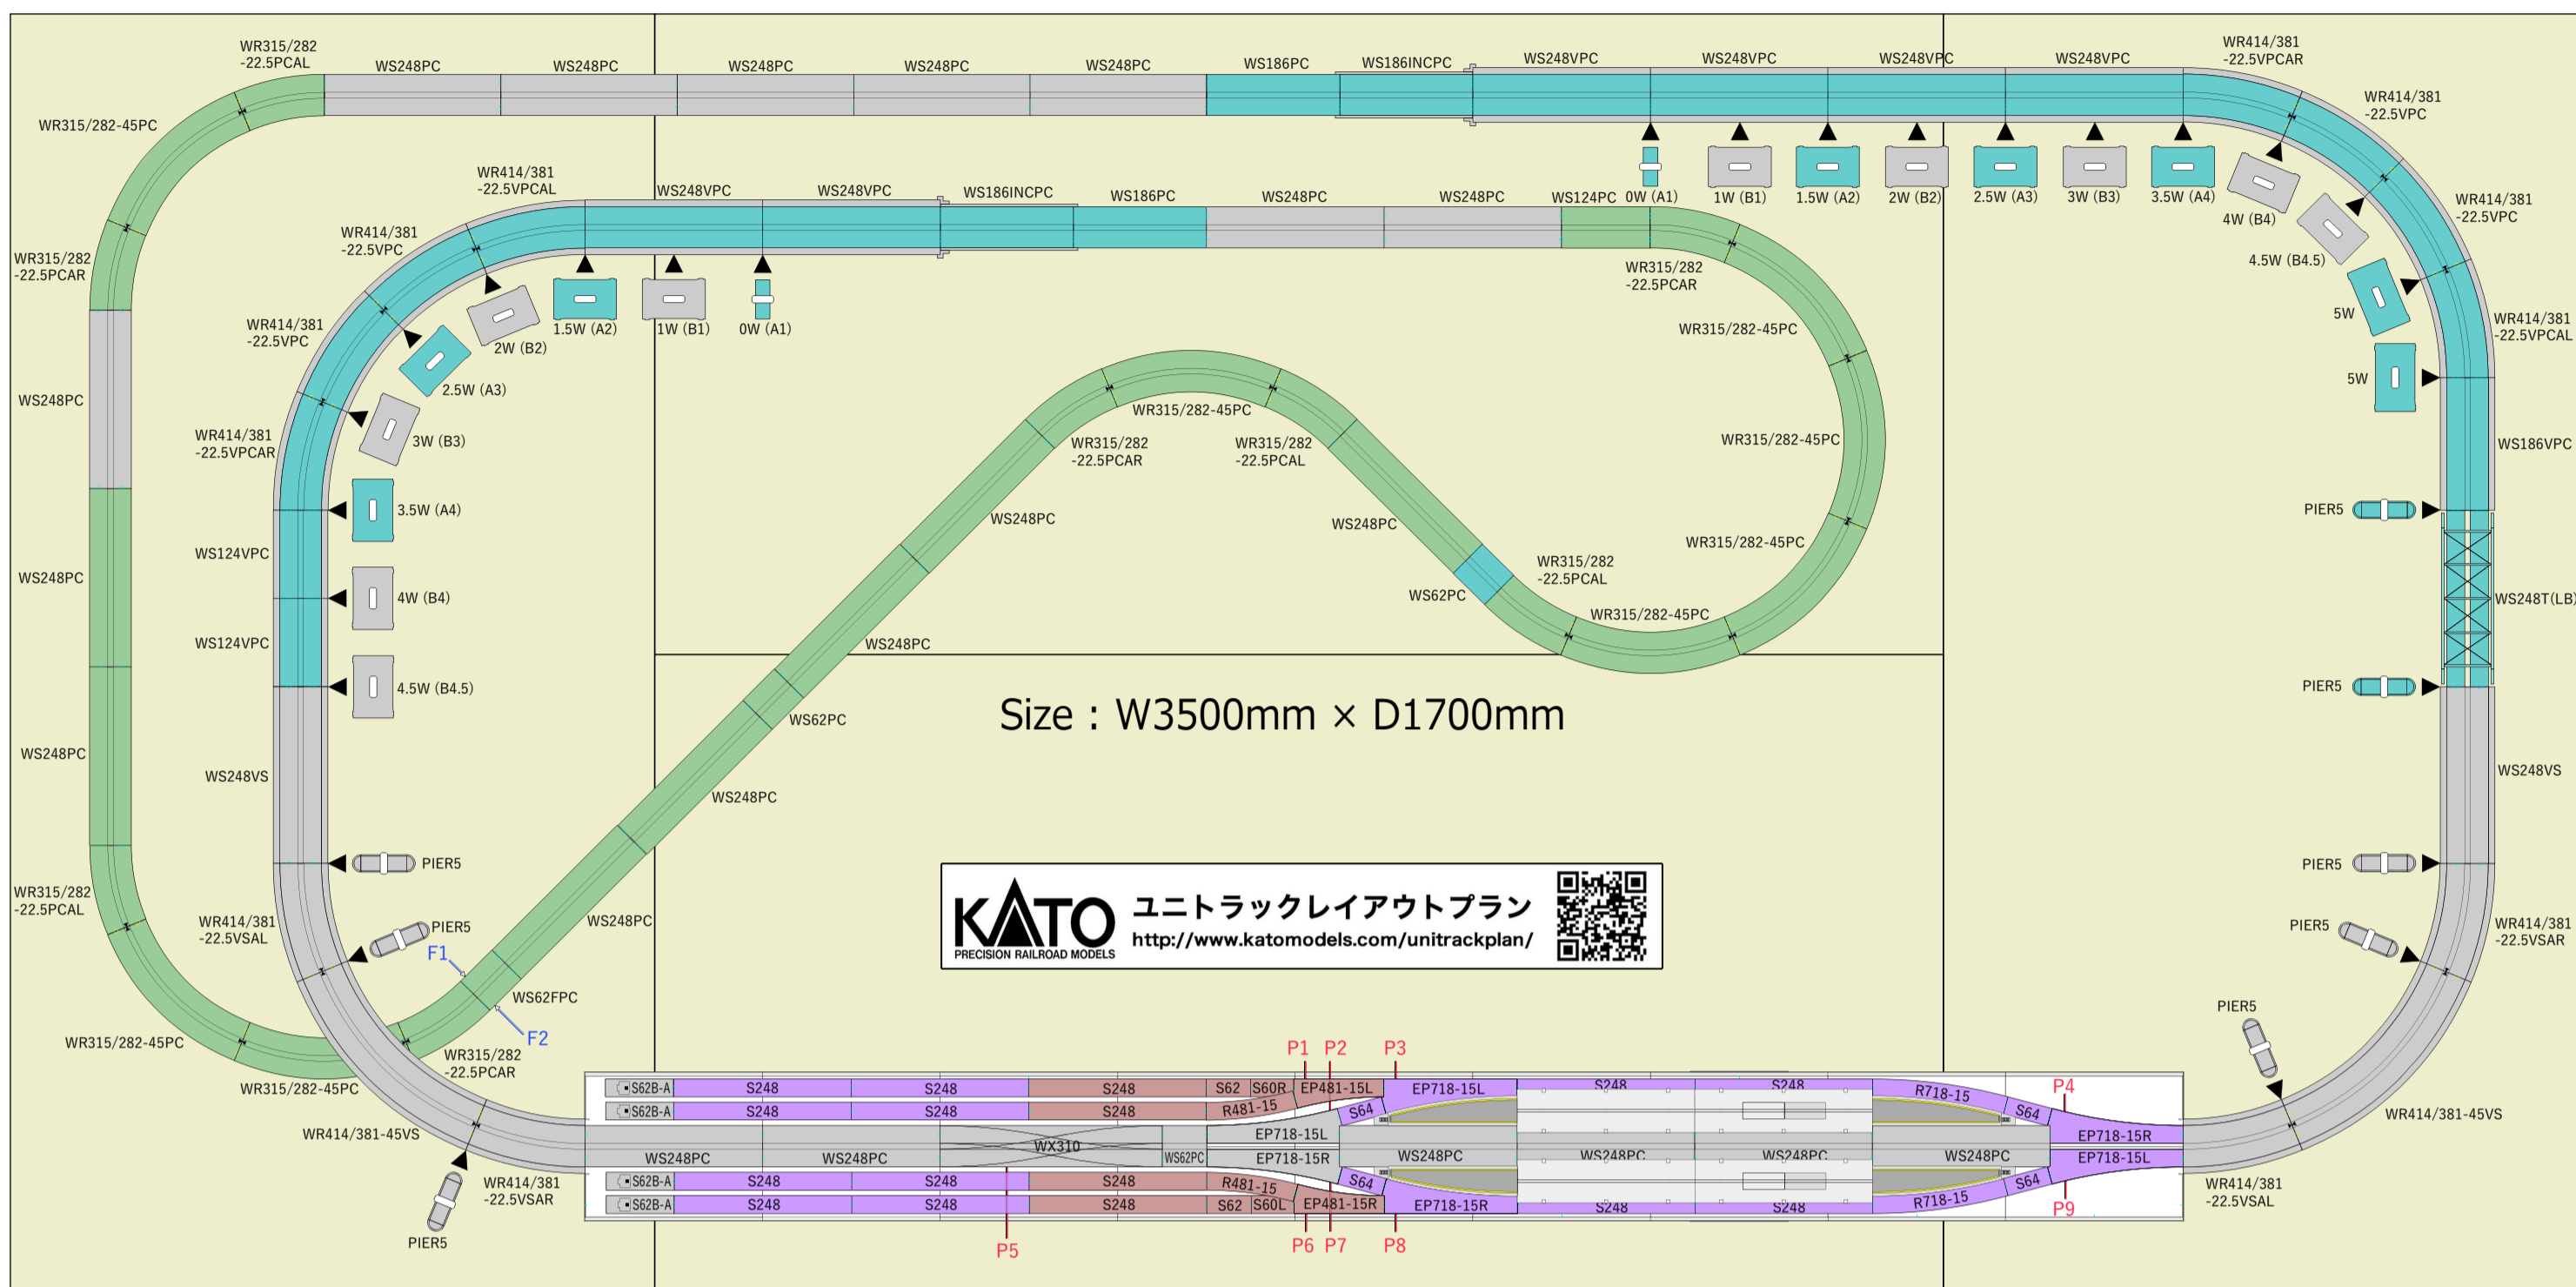 WR315/282
-22.5PCAL
WS248PC
WS248PC
WS248PC
WS248PC
WS248PC
WS186PC
WS186INCPC
WS248VPC
WS248VPC
WS248VPC
WS248VPC
WR414/381
-22.5VPCAR
WR414/381
-22.5VPC
WR315/282-45PC
WR414/381
-22.5VPCAL
WS248VPC
WS248VPC
WS186INCPC
WS186PC
WS248PC
WS248PC
WS124PC
0W (A1)
1W (B1)
1.5W (A2)
2W (B2)
2.5W (A3)
3W (B3)
3.5W (A4)
4W (B4)
4.5W (B4.5)
5W
5W
WR414/381
-22.5VPC
WR315/282
-22.5PCAR
WR414/381
-22.5VPC
WR315/282
-22.5PCAR
WR414/381
-22.5VPCAL
WR414/381
-22.5VPC
1.5W (A2)
1W (B1)
0W (A1)
2W (B2)
2.5W (A3)
3W (B3)
WR315/282-45PC
WS248PC
WR414/381
-22.5VPCAR
WR315/282-45PC
WR315/282
-22.5PCAR
WR315/282
-22.5PCAL
WR315/282-45PC
WS186VPC
3.5W (A4)
WS248PC
WS248PC
WR315/282-45PC
PIER5
WS124VPC
WS248PC
4W (B4)
WS62PC
WR315/282
-22.5PCAL
WR315/282-45PC
WS248T(LB)
WS124VPC
WS248PC
4.5W (B4.5)
PIER5
WS62PC
Size : W3500mm × D1700mm
WS248PC
WS248VS
WS248PC
WS248VS
PIER5
PIER5
WR315/282
-22.5PCAL
WR414/381
-22.5VSAL
PIER5
WS248PC
KATO
PRECISION RAILROAD MODELS
ユニトラックレイアウトプラン
http://www.katomodels.com/unitrackplan/
PIER5
WR414/381
-22.5VSAR
F1
WS62FPC
F2
PIER5
WR315/282-45PC
WR315/282
-22.5PCAR
WR315/282-45PC
P1
P2
P3
P4
S62B-A
S248
S248
S248
S62
S60R
EP481-15L
EP718-15L
S248
S248
R718-15
S64
WR414/381-45VS
S62B-A
S248
S248
S248
R481-15
S64
WR414/381-45VS
WX310
EP718-15L
EP718-15R
WS248PC
WS248PC
WS62PC
EP718-15R
WS248PC
WS248PC
WS248PC
WS248PC
EP718-15L
S62B-A
S248
S248
S248
R481-15
S64
S64
WR414/381
-22.5VSAR
S62B-A
S248
S248
S248
S62
S60L
EP481-15R
EP718-15R
S248
S248
R718-15
WR414/381
-22.5VSAL
PIER5
P5
P6
P7
P8
P9